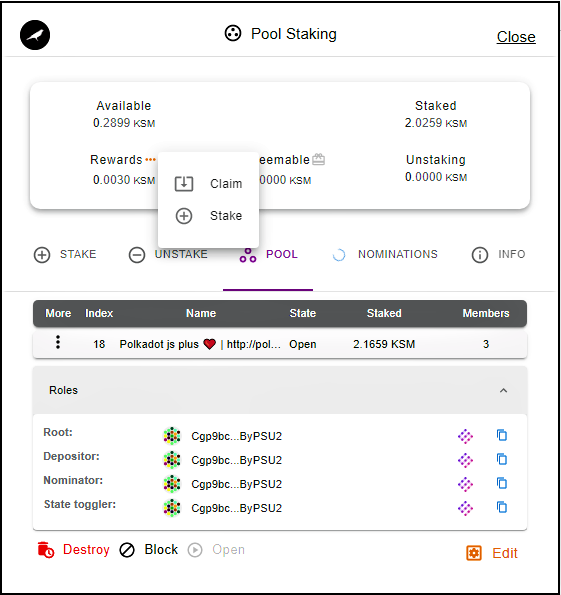 Pool Staking
Close
Available
Staked
0.2899 KSM
2.0259 KSM
Rewards
eemable
Unstaking
0.0030 KSM
0000 KSM
0.0000 KSM
Claim
Stake
STAKE
UNSTAKE
POOL
NOMINATIONS
INFO
More Index Name State Staked Members
18 Polkadot js plus ❤ | http://pol... Open 2.1659 KSM 3
Roles
Root: Cgp9bc...ByPSU2
Depositor: Cgp9bc...ByPSU2
Nominator: Cgp9bc...ByPSU2
State toggler: Cgp9bc...ByPSU2
Destroy Block Open Edit